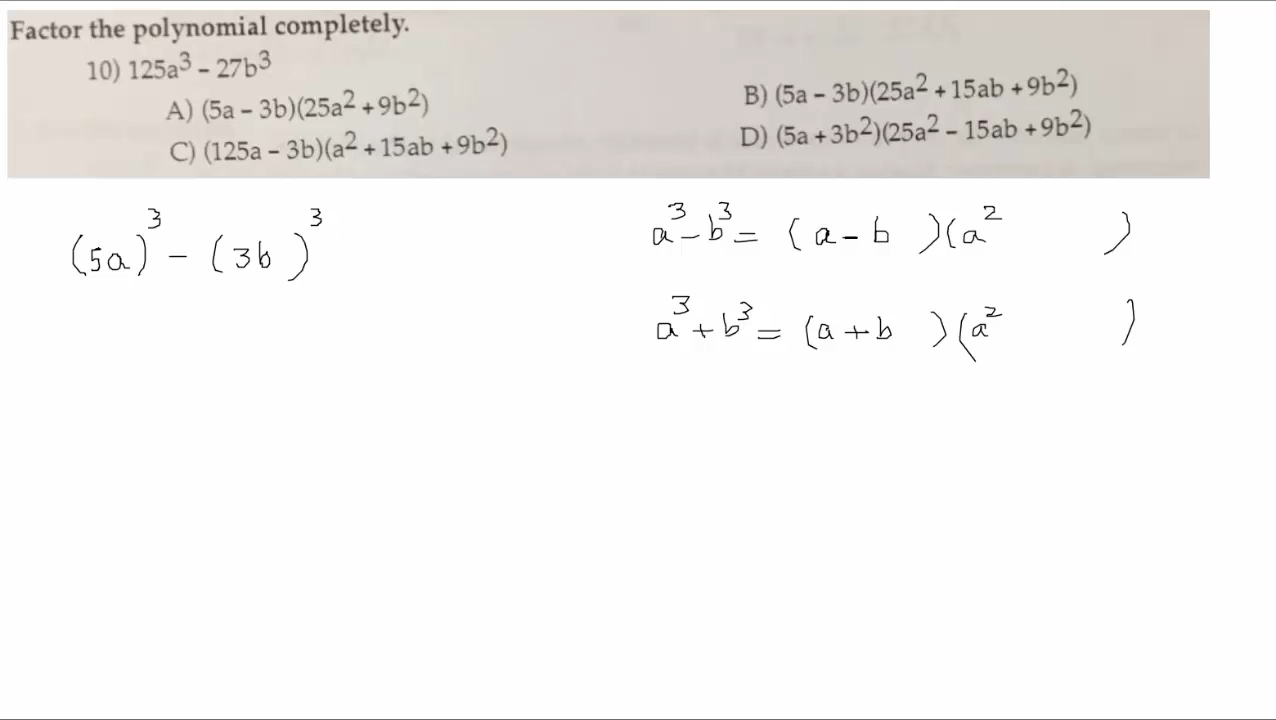 Factor the polynomial completely.
10) 125a³ – 27b³
A) (5a – 3b)(25a² + 9b²)
B) (5a – 3b)(25a² + 15ab + 9b²)
C) (125a – 3b)(a² + 15ab + 9b²)
D) (5a + 3b²)(25a² – 15ab + 9b²)
(5a)³ – (3b)³
a³ – b³ = (a – b )(a² )
a³ + b³ = (a + b )(a² )